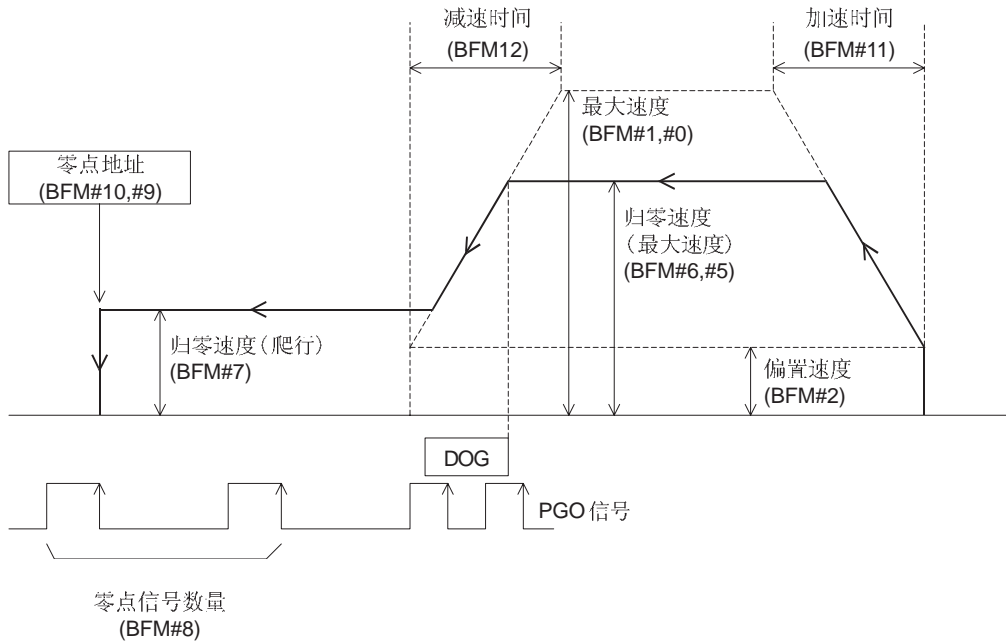 减速时间
(BFM12)
加速时间
(BFM#11)
最大速度
(BFM#1,#0)
零点地址
(BFM#10,#9)
归零速度
（最大速度）
(BFM#6,#5)
归零速度（爬行）
(BFM#7)
偏置速度
(BFM#2)
DOG
PGO 信号
零点信号数量
(BFM#8)